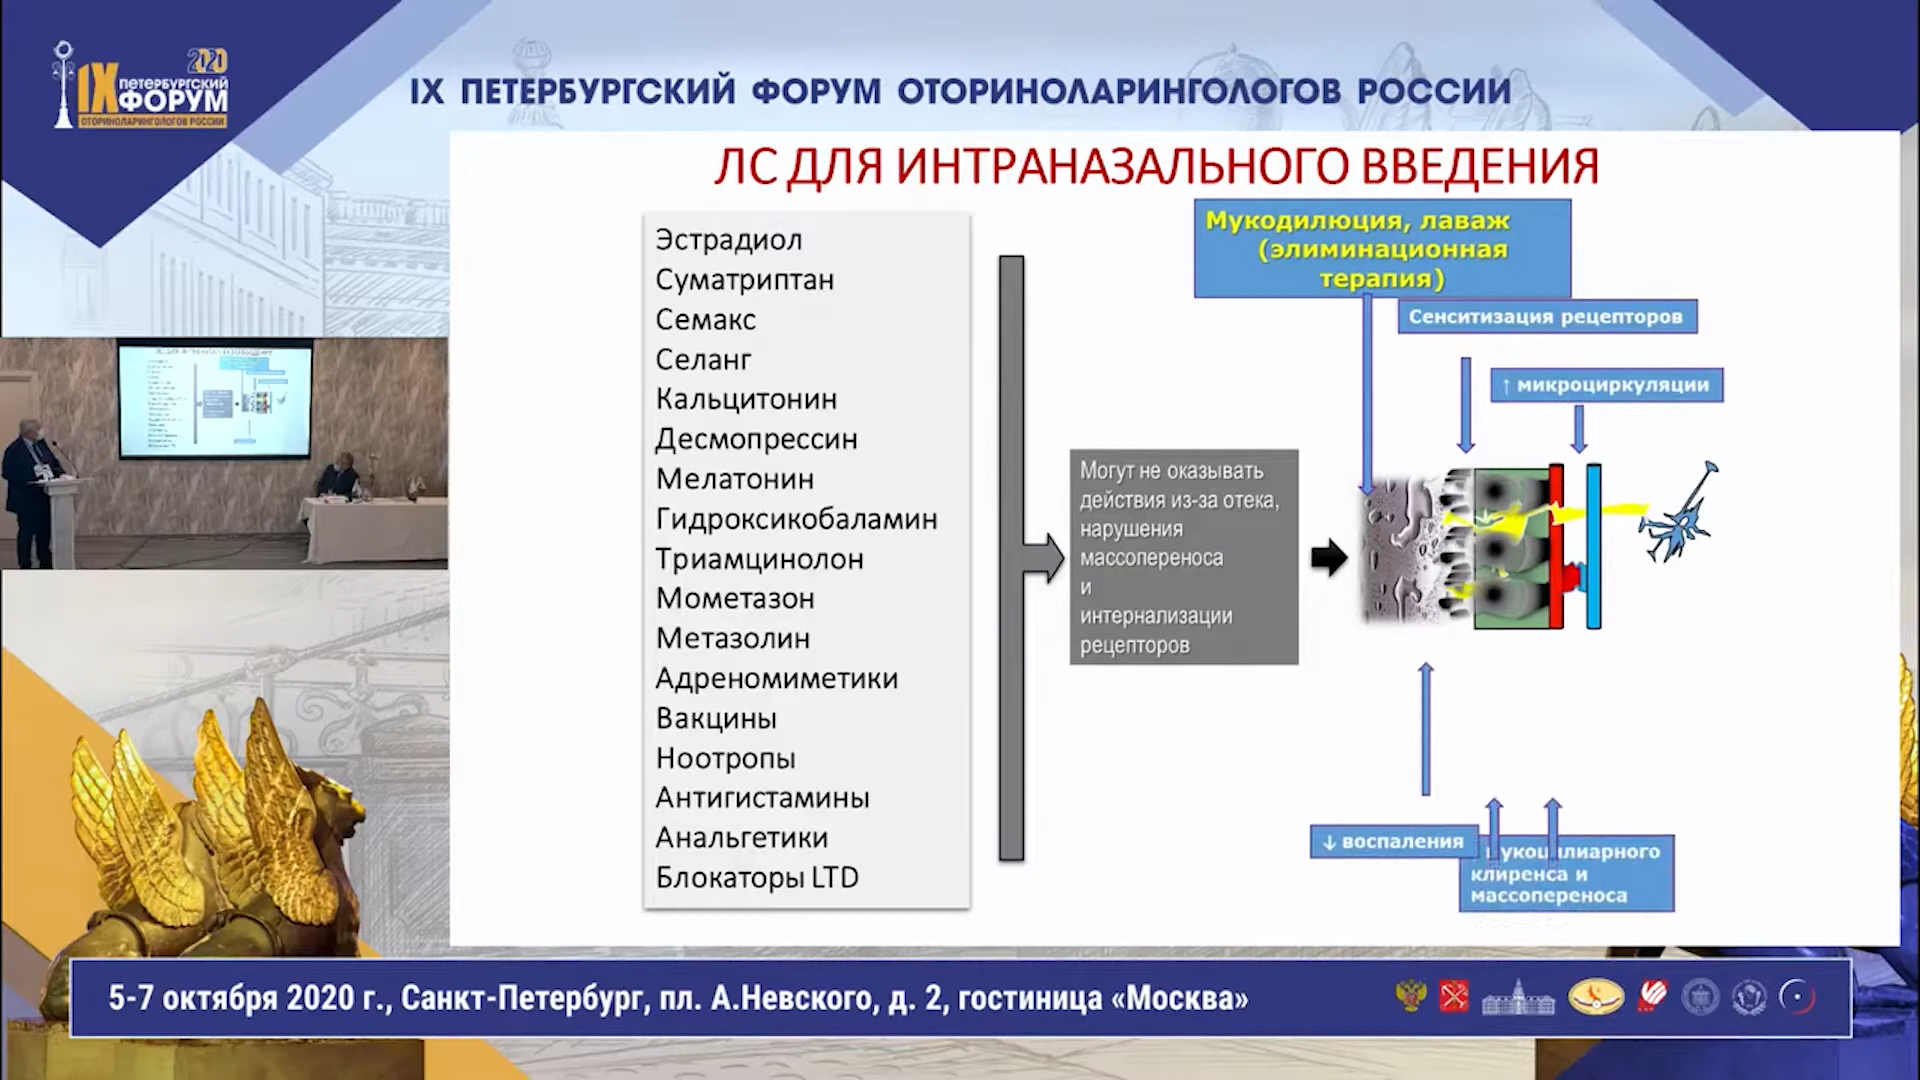 2020
IX
ПЕТЕРБУРГСКИЙ
ФОРУМ
ОТОРИНОЛАРИНГОЛОГОВ РОССИИ
IX ПЕТЕРБУРГСКИЙ ФОРУМ ОТОРИНОЛАРИНГОЛОГОВ РОССИИ
ЛС ДЛЯ ИНТРАНАЗАЛЬНОГО ВВЕДЕНИЯ
Эстрадиол
Суматриптан
Семакс
Селанг
Кальцитонин
Десмопрессин
Мелатонин
Гидроксикобаламин
Триамцинолон
Мометазон
Метазолин
Адреномиметики
Вакцины
Ноотропы
Антигистамины
Анальгетики
Блокаторы LTD
Могут не оказывать
действия из-за отека,
нарушения
массопереноса
и
интернализации
рецепторов
Мукодилюция, лаваж
(элиминационная
терапия)
Сенситизация рецепторов
↑ микроциркуляции
↓ воспаления
клиренса и
массопереноса
5-7 октября 2020 г., Санкт-Петербург, пл. А.Невского, д. 2, гостиница «Москва»